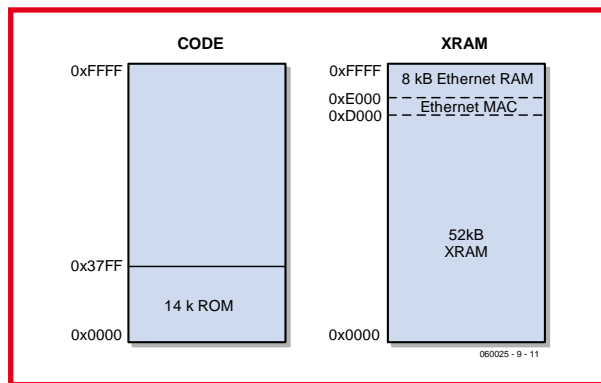 CODE
0xFFFF
0x37FF
14 k ROM
0x0000
XRAM
0xFFFF
8 kB Ethernet RAM
0xE000
Ethernet MAC
0xD000
52kB
XRAM
0x0000
060025 - 9 - 11